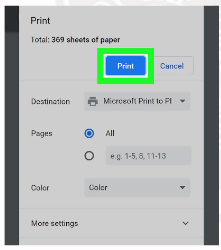 Print
Total: 369 sheets of paper
Print Cancel
Destination Microsoft Print to PI
Pages All
e.g. 1-5, 8, 11-13
Color Color
More settings